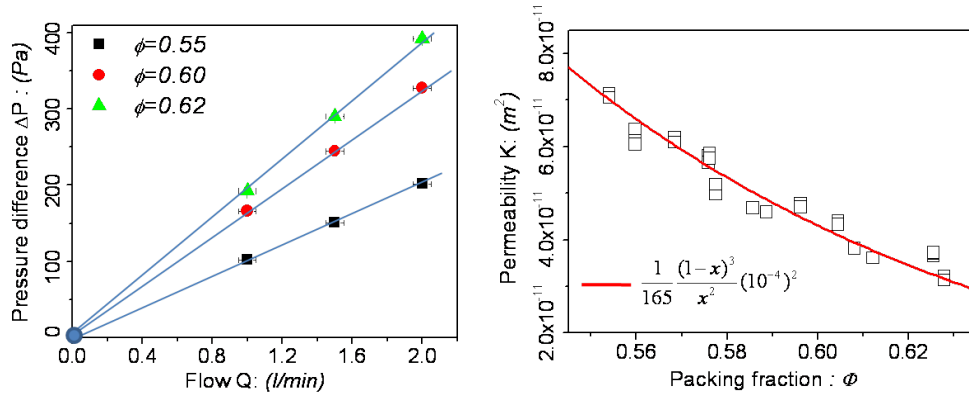 Pressure difference ΔP : (Pa)
400
300
200
100
0
ϕ=0.55
ϕ=0.60
ϕ=0.62
0.0 0.4 0.8 1.2 1.6 2.0
Flow Q: (l/min)
Permeability K: (m²)
8.0x10⁻¹¹
6.0x10⁻¹¹
4.0x10⁻¹¹
2.0x10⁻¹¹
1/165 (1-x)³/x² (10⁻⁴)²
0.56 0.58 0.60 0.62
Packing fraction : Φ